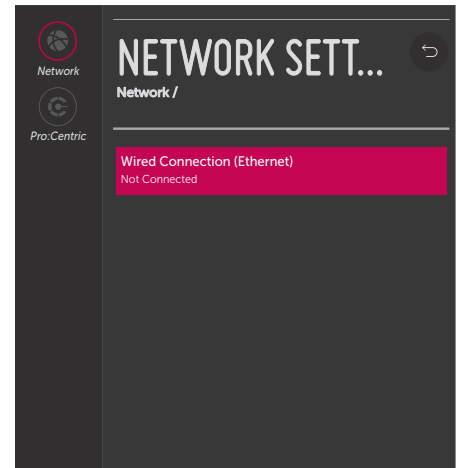 Network
Pro:Centric
NETWORK SETT...
Network /
Wired Connection (Ethernet)
Not Connected